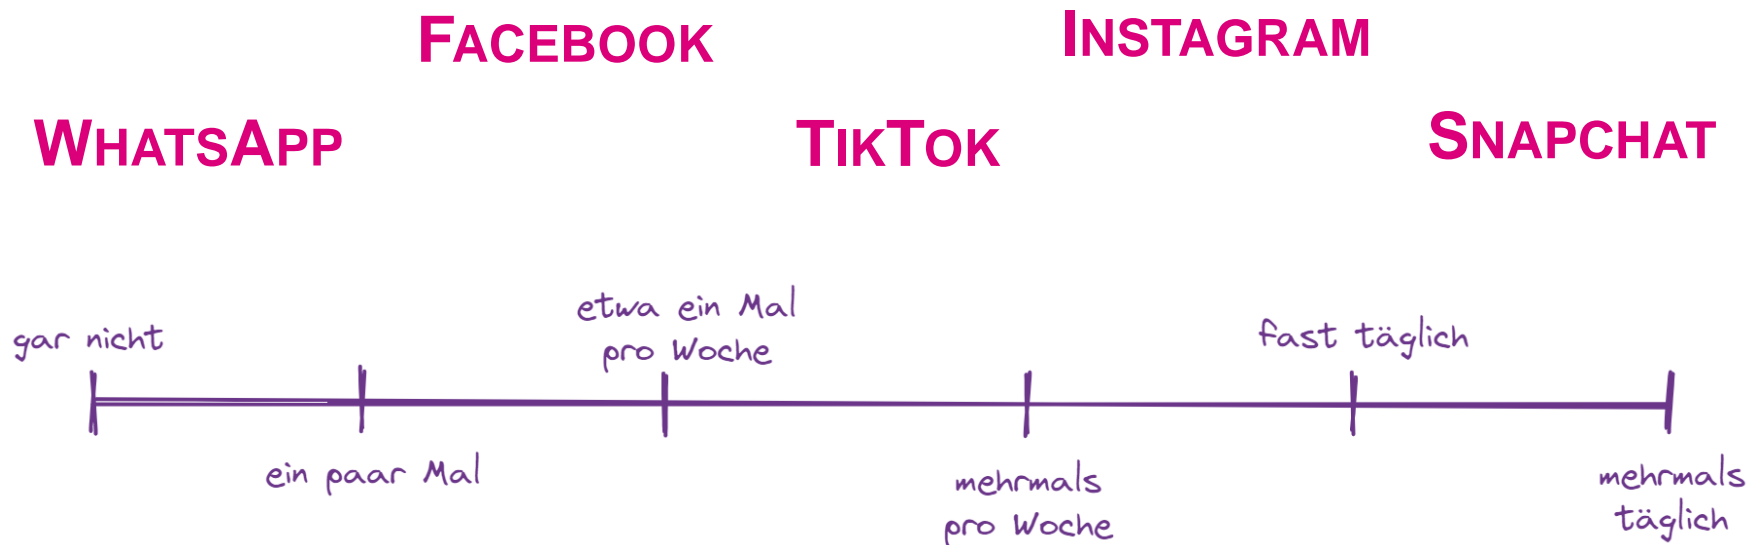 FACEBOOK
INSTAGRAM
WHATSAPP
TIKTOK
SNAPCHAT
gar nicht
etwa ein Mal
pro Woche
fast täglich
ein paar Mal
mehrmals
pro Woche
mehrmals
täglich